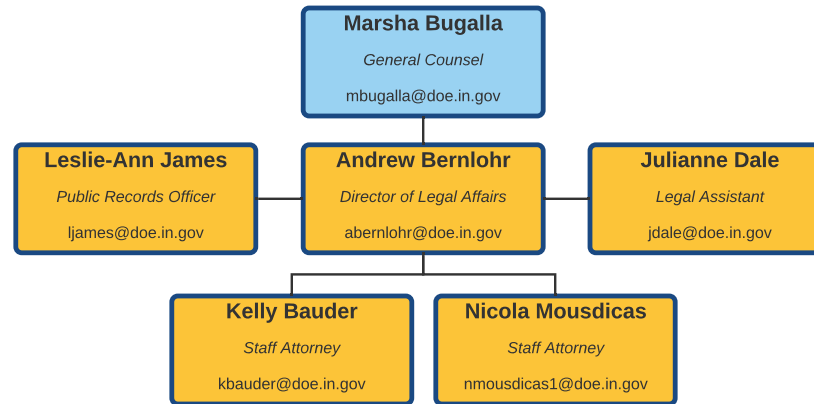 Marsha Bugalla
General Counsel
mbugalla@doe.in.gov
Leslie-Ann James
Public Records Officer
ljames@doe.in.gov
Andrew Bernlohr
Director of Legal Affairs
abernlohr@doe.in.gov
Julianne Dale
Legal Assistant
jdale@doe.in.gov
Kelly Bauder
Staff Attorney
kbauder@doe.in.gov
Nicola Mousdicas
Staff Attorney
nmousdicas1@doe.in.gov